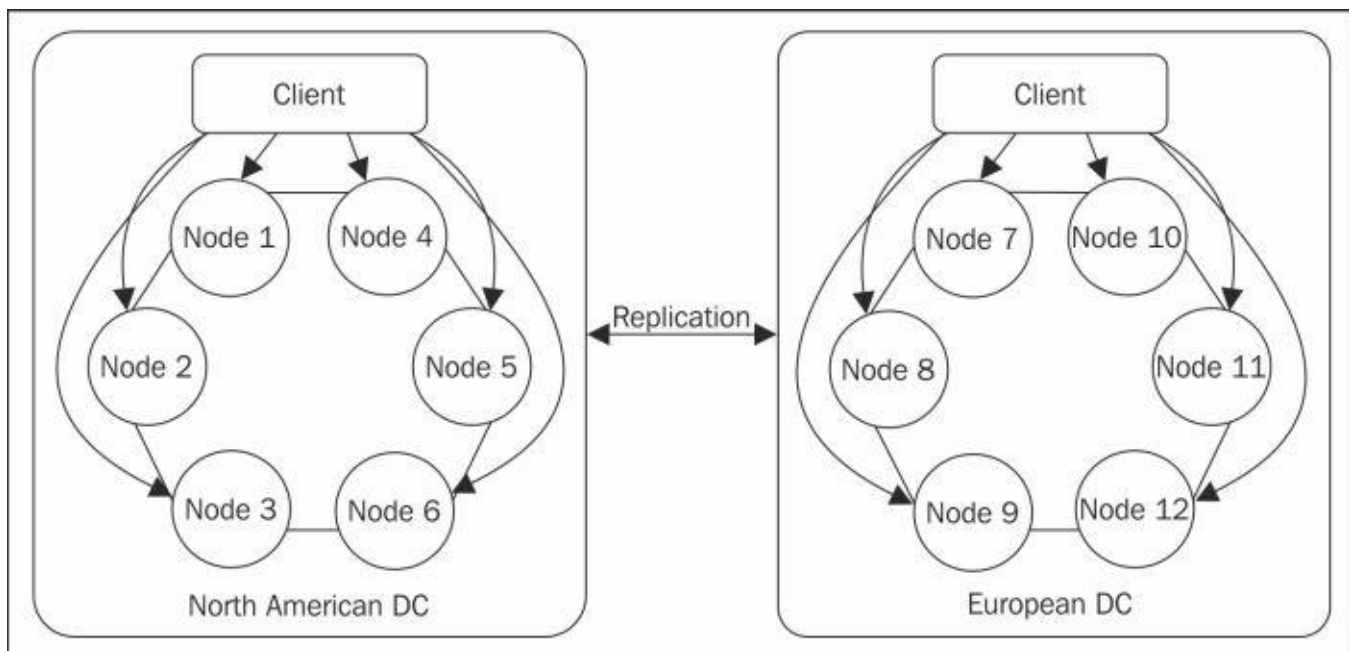 Client
Node 1
Node 4
Node 2
Node 5
Node 3
Node 6
North American DC
Replication
Client
Node 7
Node 10
Node 8
Node 11
Node 9
Node 12
European DC